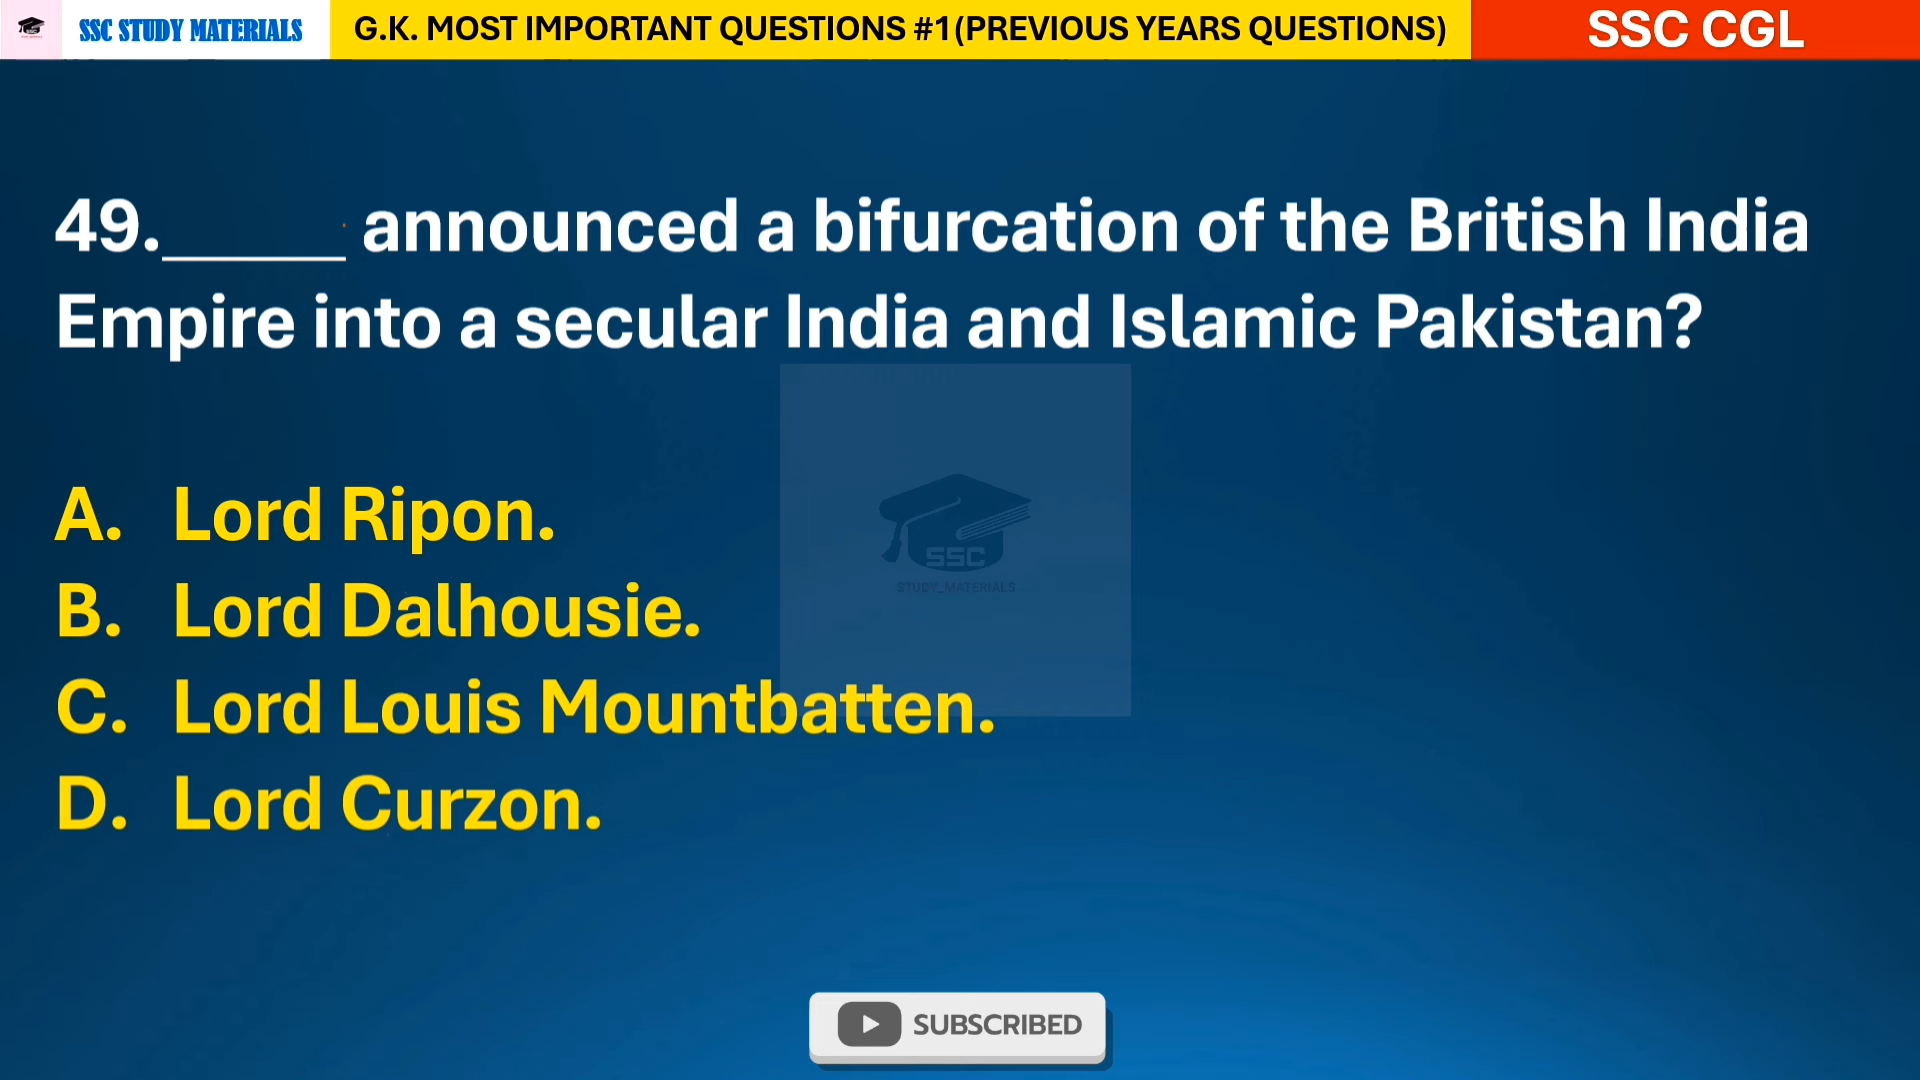 SSC STUDY MATERIALS
G.K. MOST IMPORTANT QUESTIONS #1(PREVIOUS YEARS QUESTIONS)
SSC CGL
49.______ announced a bifurcation of the British India
Empire into a secular India and Islamic Pakistan?
SSC
STUDY_MATERIALS
A. Lord Ripon.
B. Lord Dalhousie.
C. Lord Louis Mountbatten.
D. Lord Curzon.
SUBSCRIBED